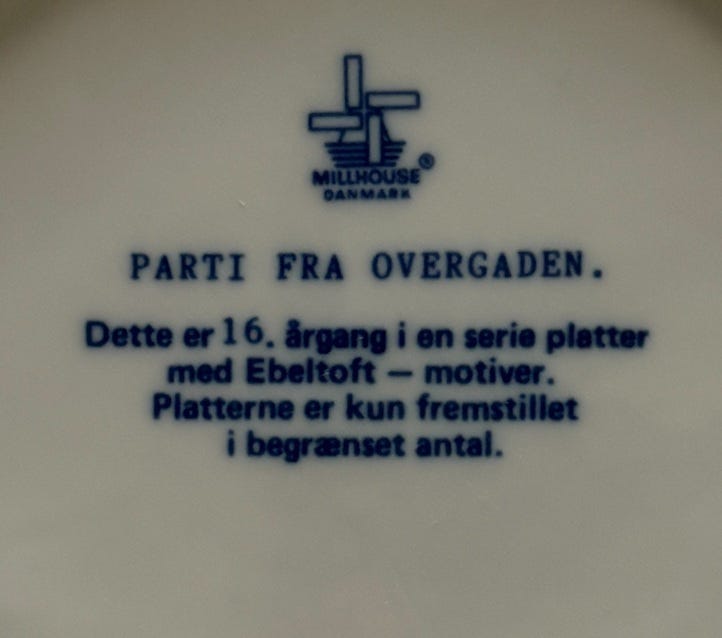 MILLHOUSE®
DANMARK
PARTI FRA OVERGADEN.
Dette er 16. årgang i en serie platter
med Ebeltoft – motiver.
Platterne er kun fremstillet
i begrænset antal.